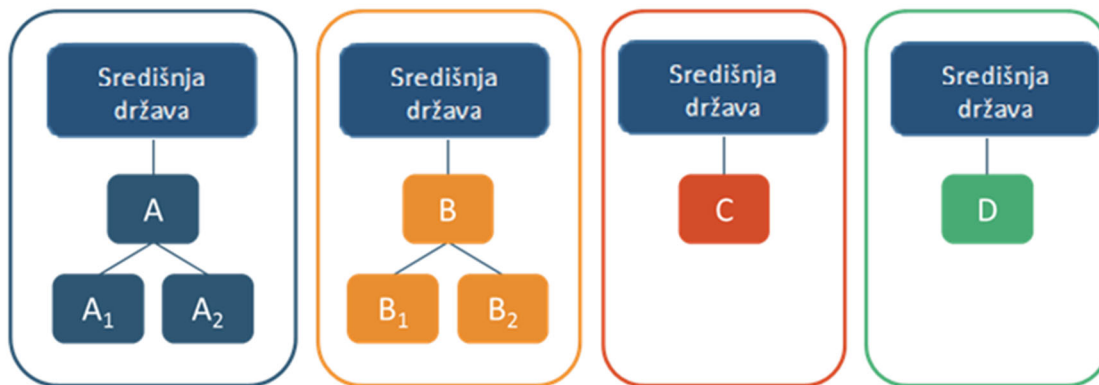 Središnja
država
Središnja
država
Središnja
država
Središnja
država
A
B
C
D
A₁
A₂
B₁
B₂